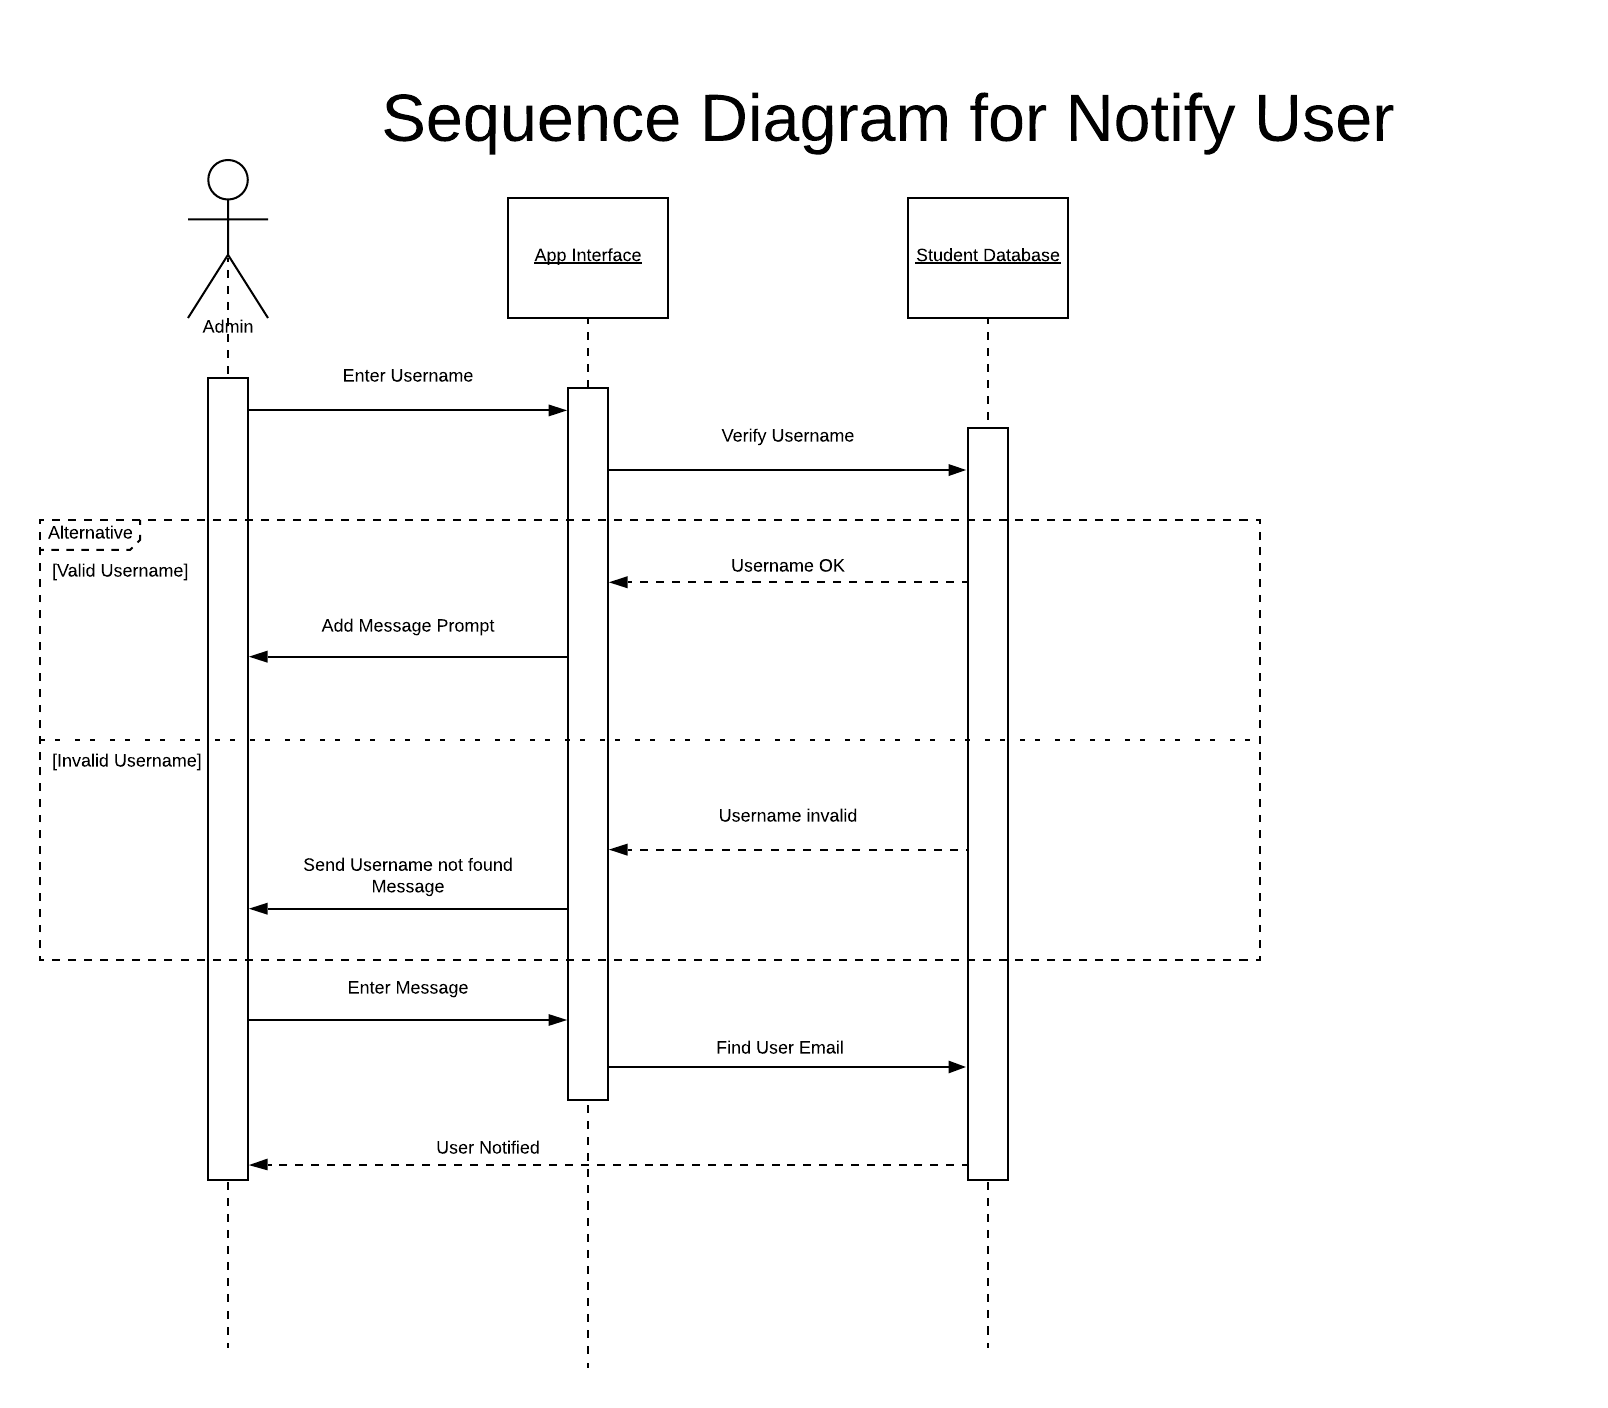 Sequence Diagram for Notify User
App Interface
Student Database
Admin
Enter Username
Verify Username
Alternative
[Valid Username]
Username OK
Add Message Prompt
[Invalid Username]
Username invalid
Send Username not found
Message
Enter Message
Find User Email
User Notified